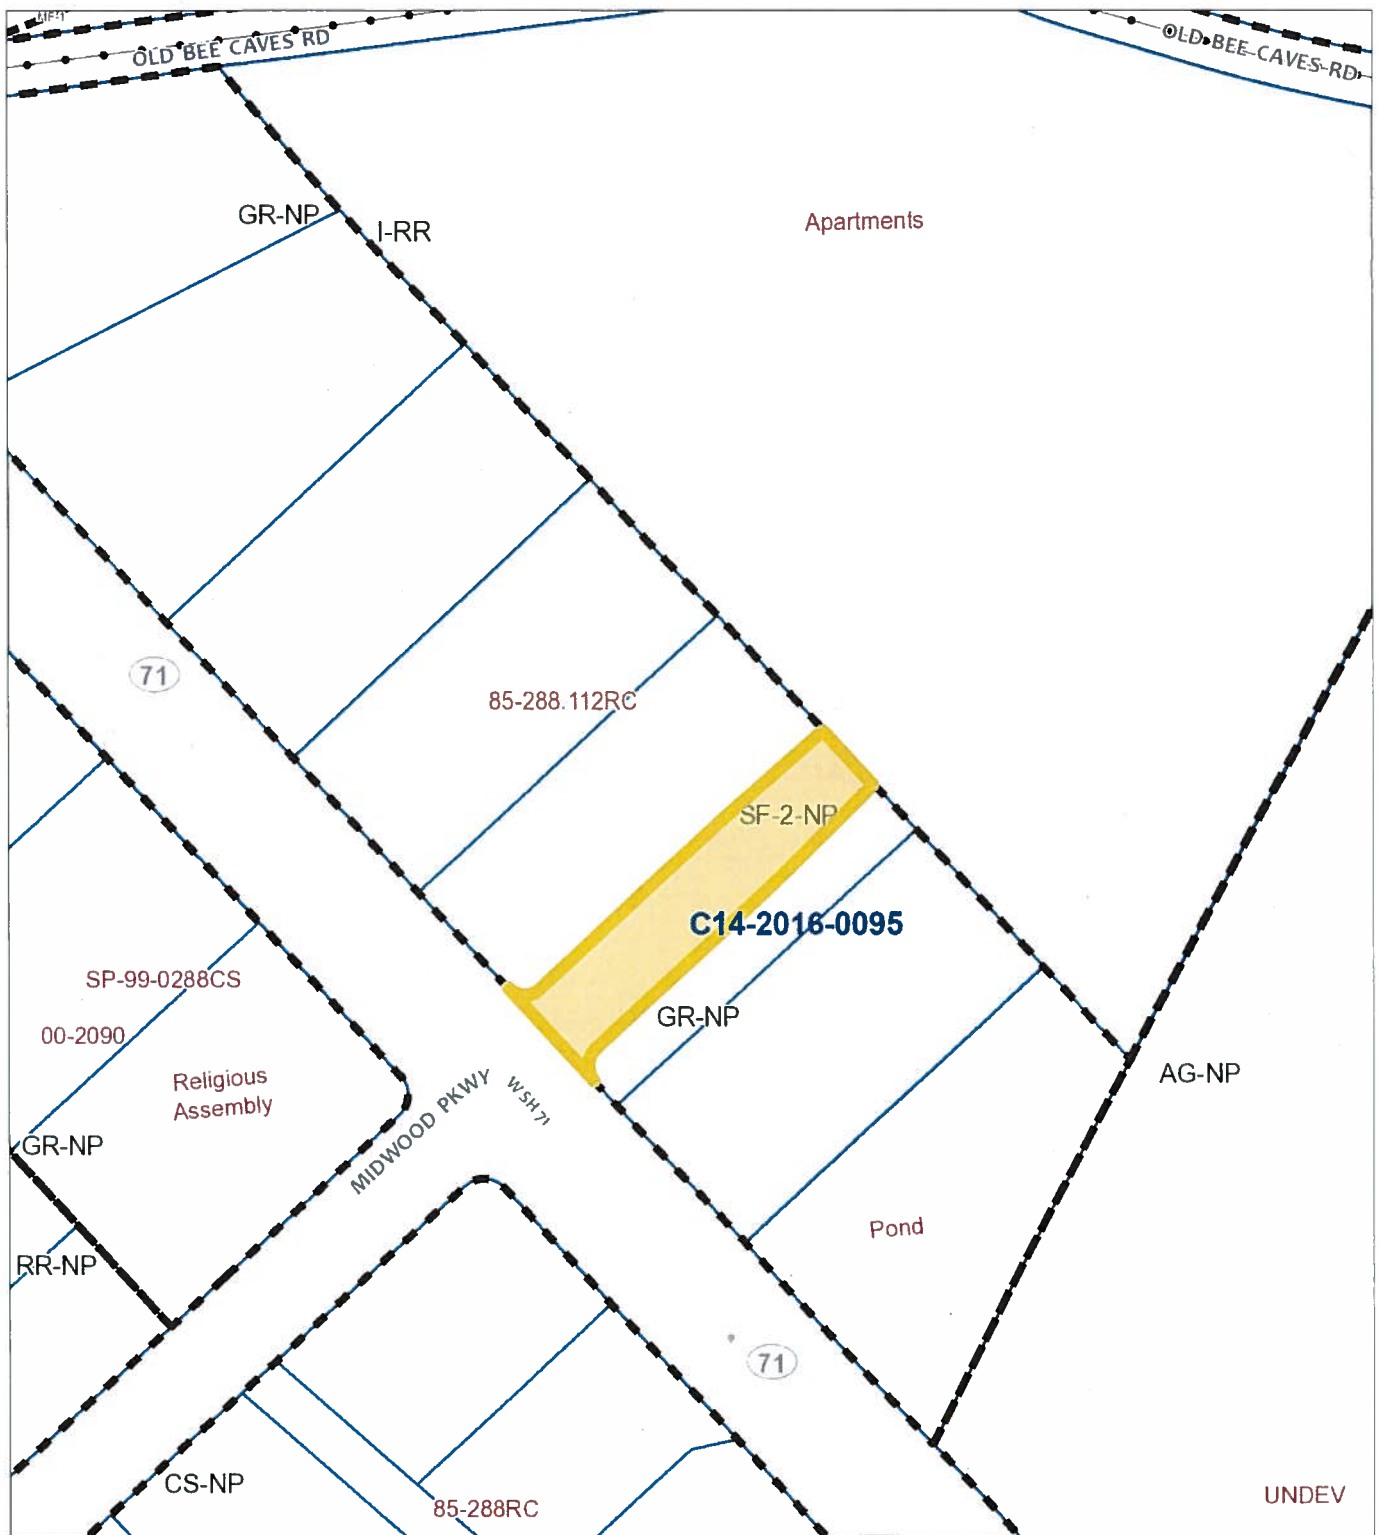 MF-1
OLD BEE CAVES RD
OLD BEE CAVES RD
GR-NP
I-RR
Apartments
71
85-288.112RC
SF-2-NP
C14-2016-0095
SP-99-0288CS
GR-NP
00-2090
Religious
Assembly
MIDWOOD PKWY
W SH 71
AG-NP
GR-NP
Pond
RR-NP
71
CS-NP
85-288RC
UNDEV